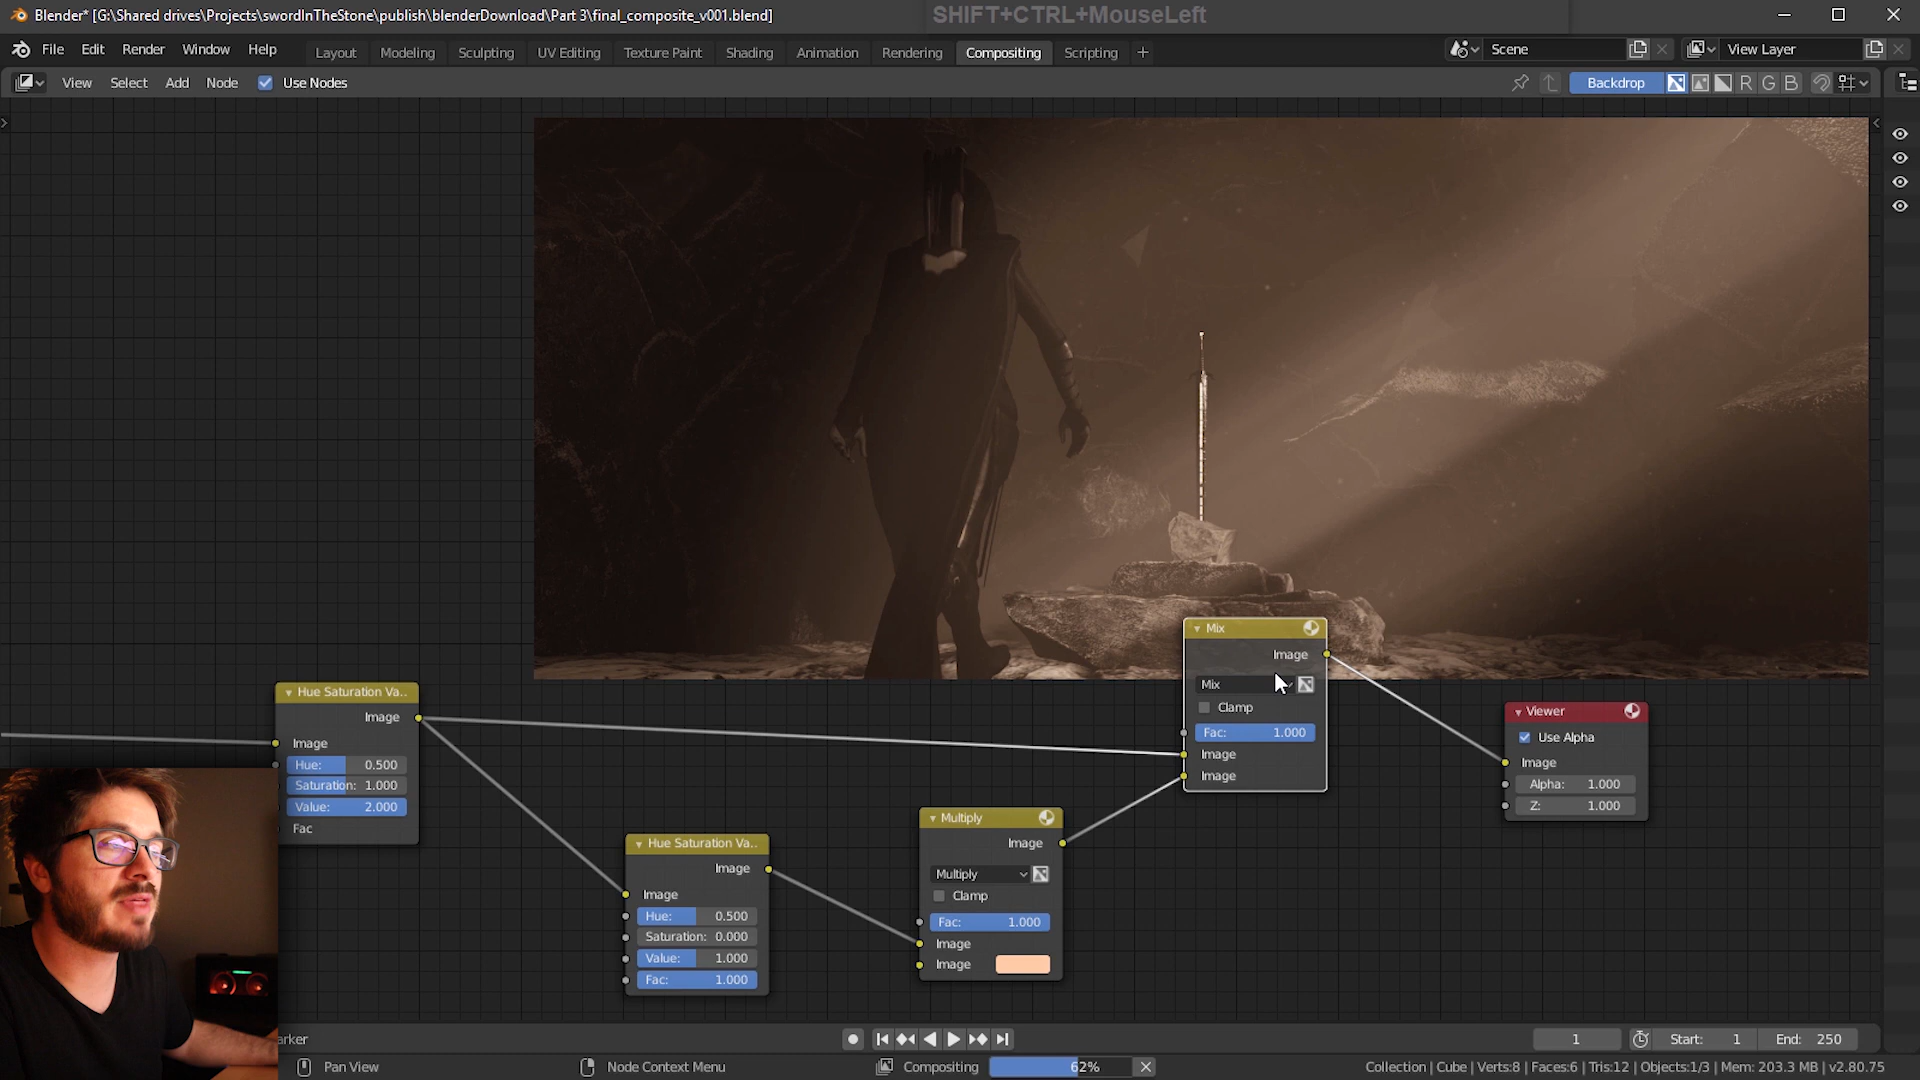 Blender* [G:\Shared drives\Projects\swordInTheStone\publish\blenderDownload\Part 3\final_composite_v001.blend]
SHIFT+CTRL+MouseLeft
File Edit Render Window Help
Layout Modeling Sculpting UV Editing Texture Paint Shading Animation Rendering Compositing Scripting +
Scene
View Layer
View Select Add Node Use Nodes
Backdrop R G B
Mix
Image
Mix
Clamp
Fac: 1.000
Image
Image
Hue Saturation Va..
Image
Image
Hue: 0.500
Saturation: 1.000
Value: 2.000
Fac
Viewer
Use Alpha
Image
Alpha: 1.000
Z: 1.000
Hue Saturation Va..
Image
Image
Hue: 0.500
Saturation: 0.000
Value: 1.000
Fac: 1.000
Multiply
Image
Multiply
Clamp
Fac: 1.000
Image
Image
arker
1
Start: 1
End: 250
Pan View
Node Context Menu
Compositing 62%
Collection | Cube | Verts:8 | Faces:6 | Tris:12 | Objects:1/3 | Mem: 203.3 MB | v2.80.75